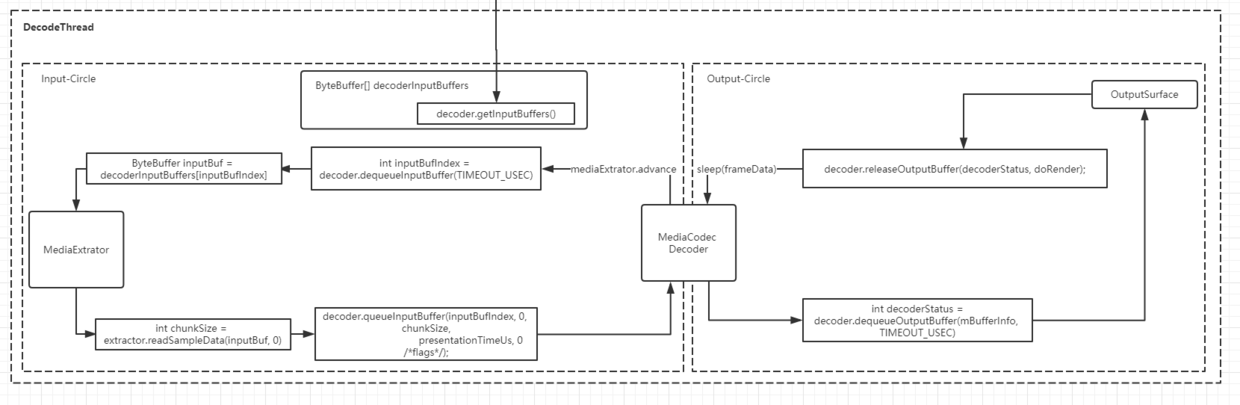 DecodeThread
Input-Circle
ByteBuffer[] decoderInputBuffers
decoder.getInputBuffers()
ByteBuffer inputBuf =
decoderInputBuffers[inputBufIndex]
int inputBufIndex =
decoder.dequeueInputBuffer(TIMEOUT_USEC)
mediaExtrator.advance
MediaExtrator
int chunkSize =
extractor.readSampleData(inputBuf, 0)
decoder.queueInputBuffer(inputBufIndex, 0,
chunkSize,
presentationTimeUs, 0
/*flags*/);
MediaCodec
Decoder
Output-Circle
OutputSurface
sleep(frameData)
decoder.releaseOutputBuffer(decoderStatus, doRender);
int decoderStatus =
decoder.dequeueOutputBuffer(mBufferInfo,
TIMEOUT_USEC)